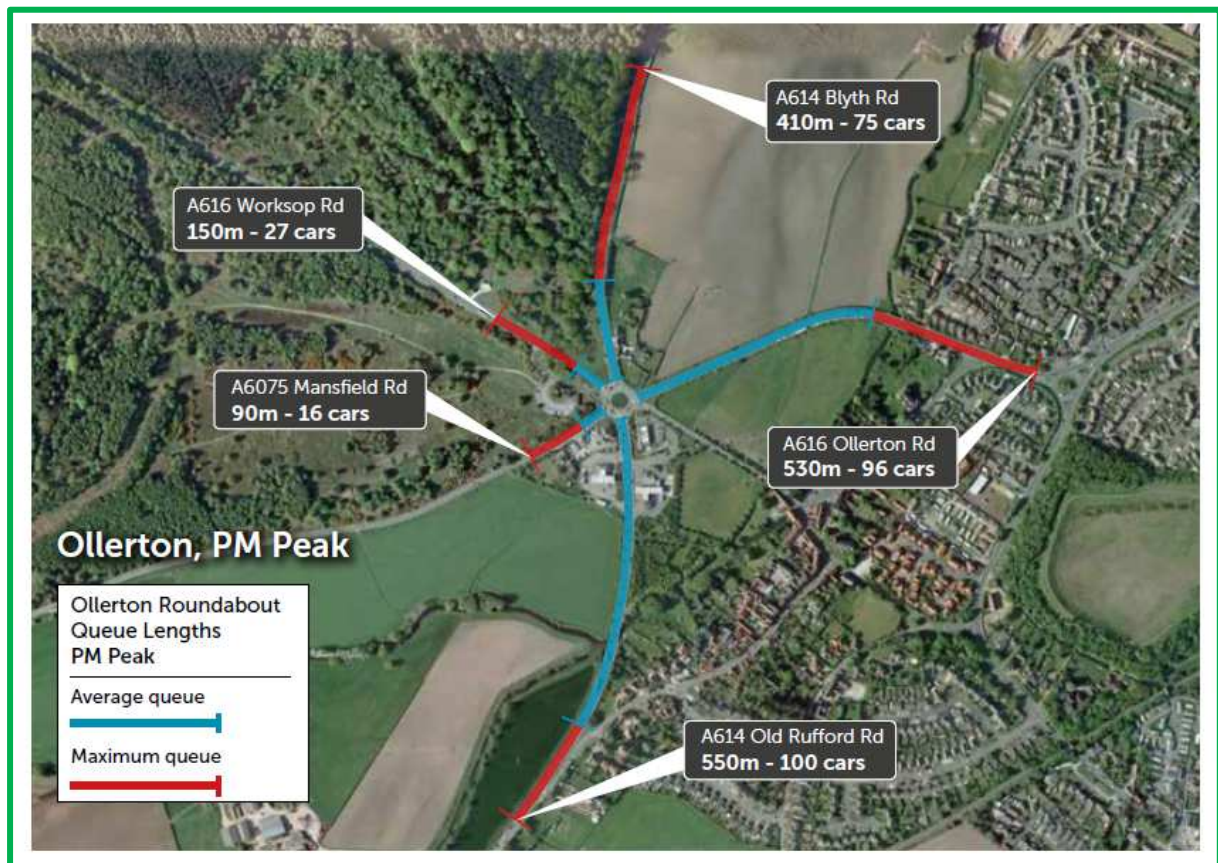 A614 Blyth Rd
410m - 75 cars
A616 Worksop Rd
150m - 27 cars
A6075 Mansfield Rd
90m - 16 cars
A616 Ollerton Rd
530m - 96 cars
Ollerton, PM Peak
Ollerton Roundabout
Queue Lengths
PM Peak
Average queue
Maximum queue
A614 Old Rufford Rd
550m - 100 cars